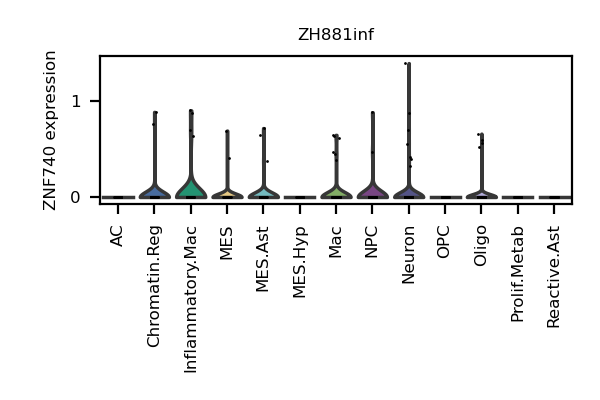 ZH881inf
ZNF740 expression
1
0
AC
Chromatin.Reg
Inflammatory.Mac
MES
MES.Ast
MES.Hyp
Mac
NPC
Neuron
OPC
Oligo
Prolif.Metab
Reactive.Ast